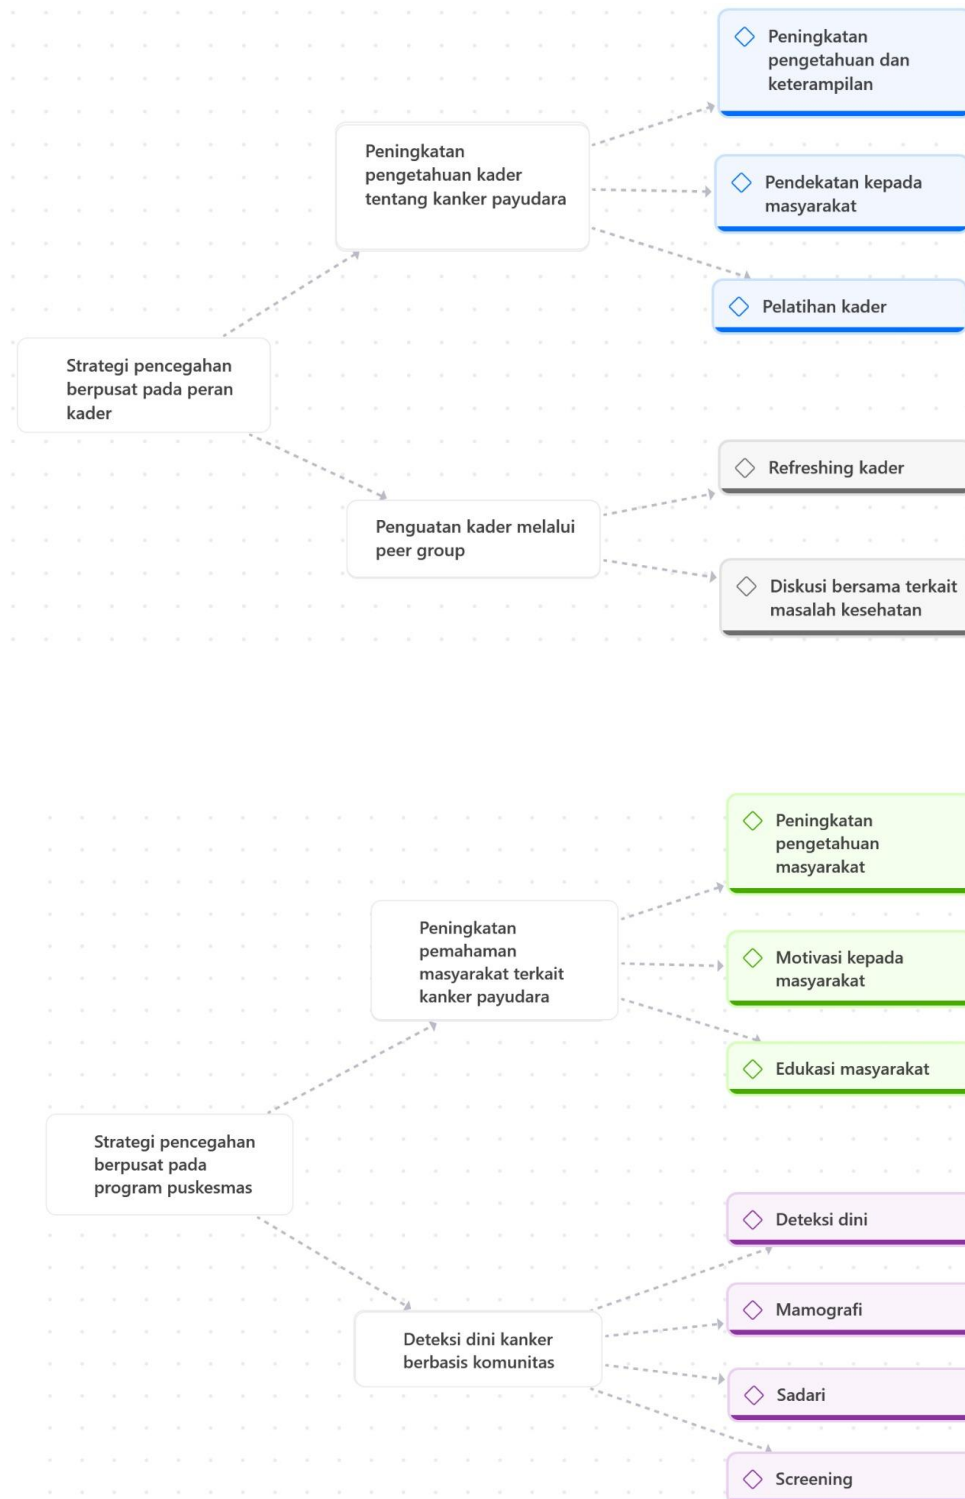 Peningkatan
pengetahuan dan
keterampilan
Peningkatan
pengetahuan kader
tentang kanker payudara
Pendekatan kepada
masyarakat
Pelatihan kader
Strategi pencegahan
berpusat pada peran
kader
Refreshing kader
Penguatan kader melalui
peer group
Diskusi bersama terkait
masalah kesehatan
Peningkatan
pengetahuan
masyarakat
Peningkatan
pemahaman
masyarakat terkait
kanker payudara
Motivasi kepada
masyarakat
Edukasi masyarakat
Strategi pencegahan
berpusat pada
program puskesmas
Deteksi dini
Mamografi
Deteksi dini kanker
berbasis komunitas
Sadari
Screening